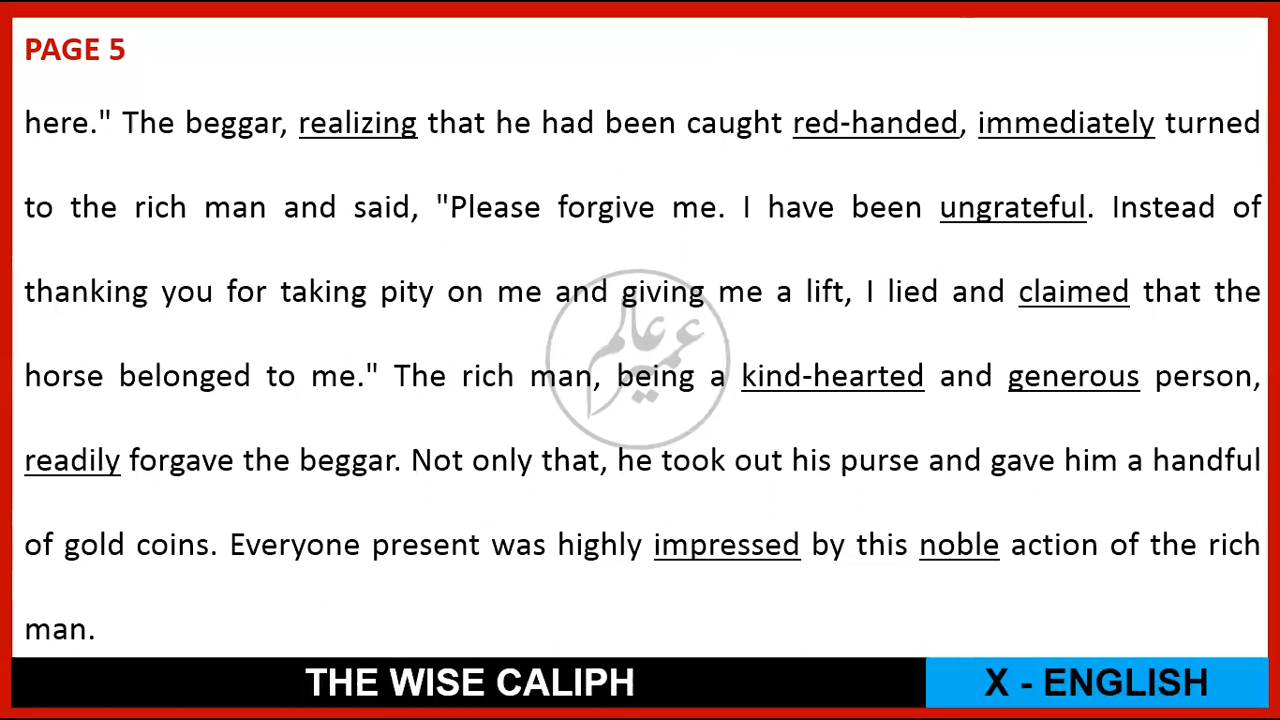 PAGE 5
here." The beggar, realizing that he had been caught red-handed, immediately turned
to the rich man and said, "Please forgive me. I have been ungrateful. Instead of
thanking you for taking pity on me and giving me a lift, I lied and claimed that the
horse belonged to me." The rich man, being a kind-hearted and generous person,
readily forgave the beggar. Not only that, he took out his purse and gave him a handful
of gold coins. Everyone present was highly impressed by this noble action of the rich
man.
عمیر عالم
THE WISE CALIPH
X - ENGLISH